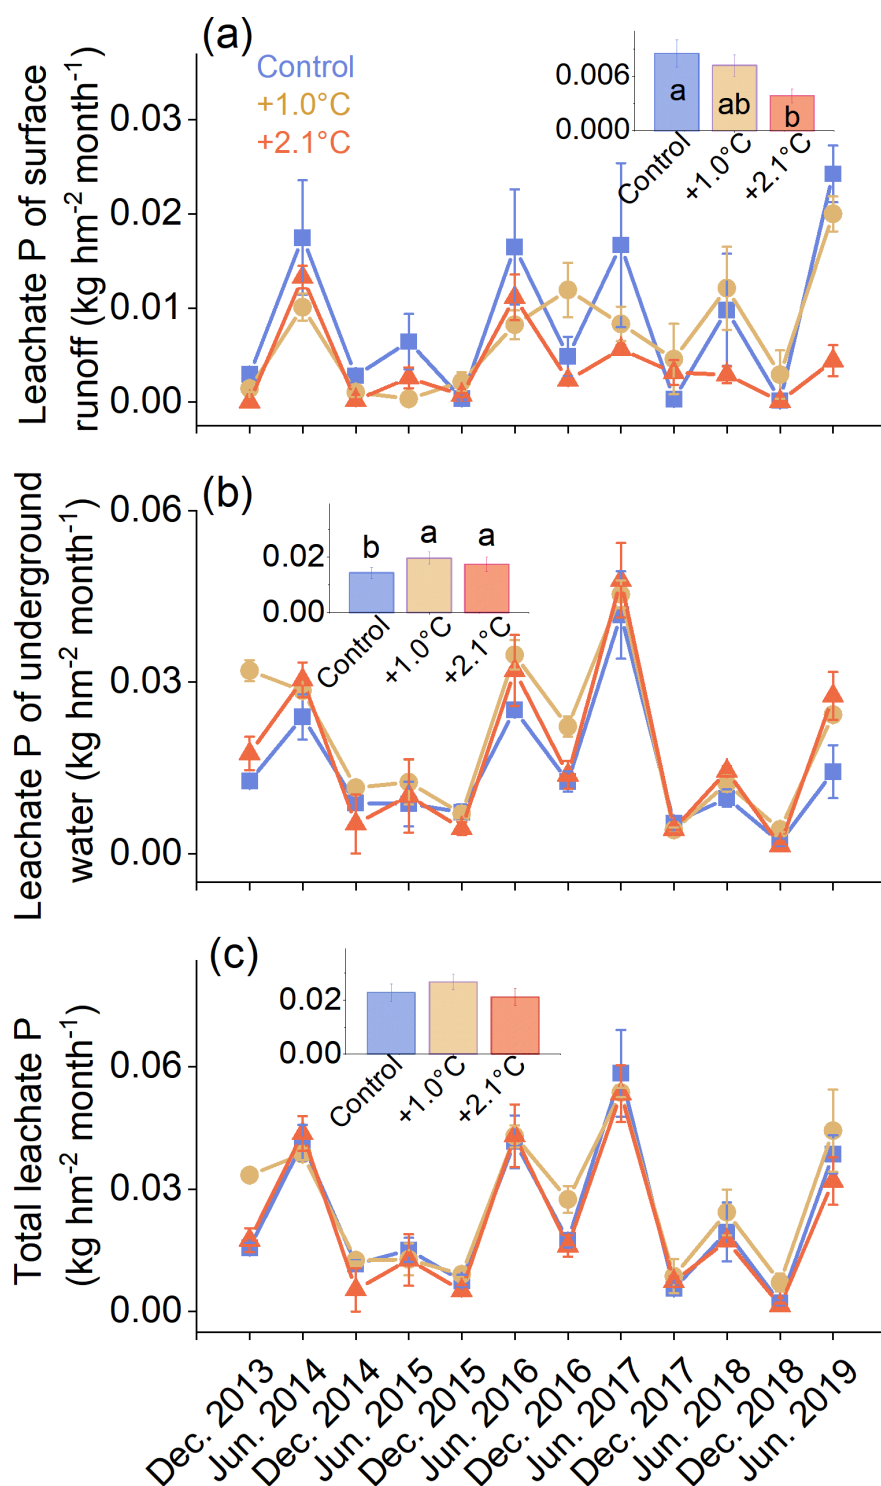 (a)
Control
+1.0°C
+2.1°C
Leachate P of surface
runoff (kg hm-2 month-1)
0.03
0.02
0.01
0.00
0.006
0.000
a
ab
b
Control
+1.0°C
+2.1°C
(b)
Leachate P of underground
water (kg hm-2 month-1)
0.06
0.03
0.00
0.02
0.00
b
a
a
Control
+1.0°C
+2.1°C
(c)
Total leachate P
(kg hm-2 month-1)
0.06
0.03
0.00
0.02
0.00
Control
+1.0°C
+2.1°C
Dec. 2013
Jun. 2014
Dec. 2014
Jun. 2015
Dec. 2015
Jun. 2016
Dec. 2016
Jun. 2017
Dec. 2017
Jun. 2018
Dec. 2018
Jun. 2019